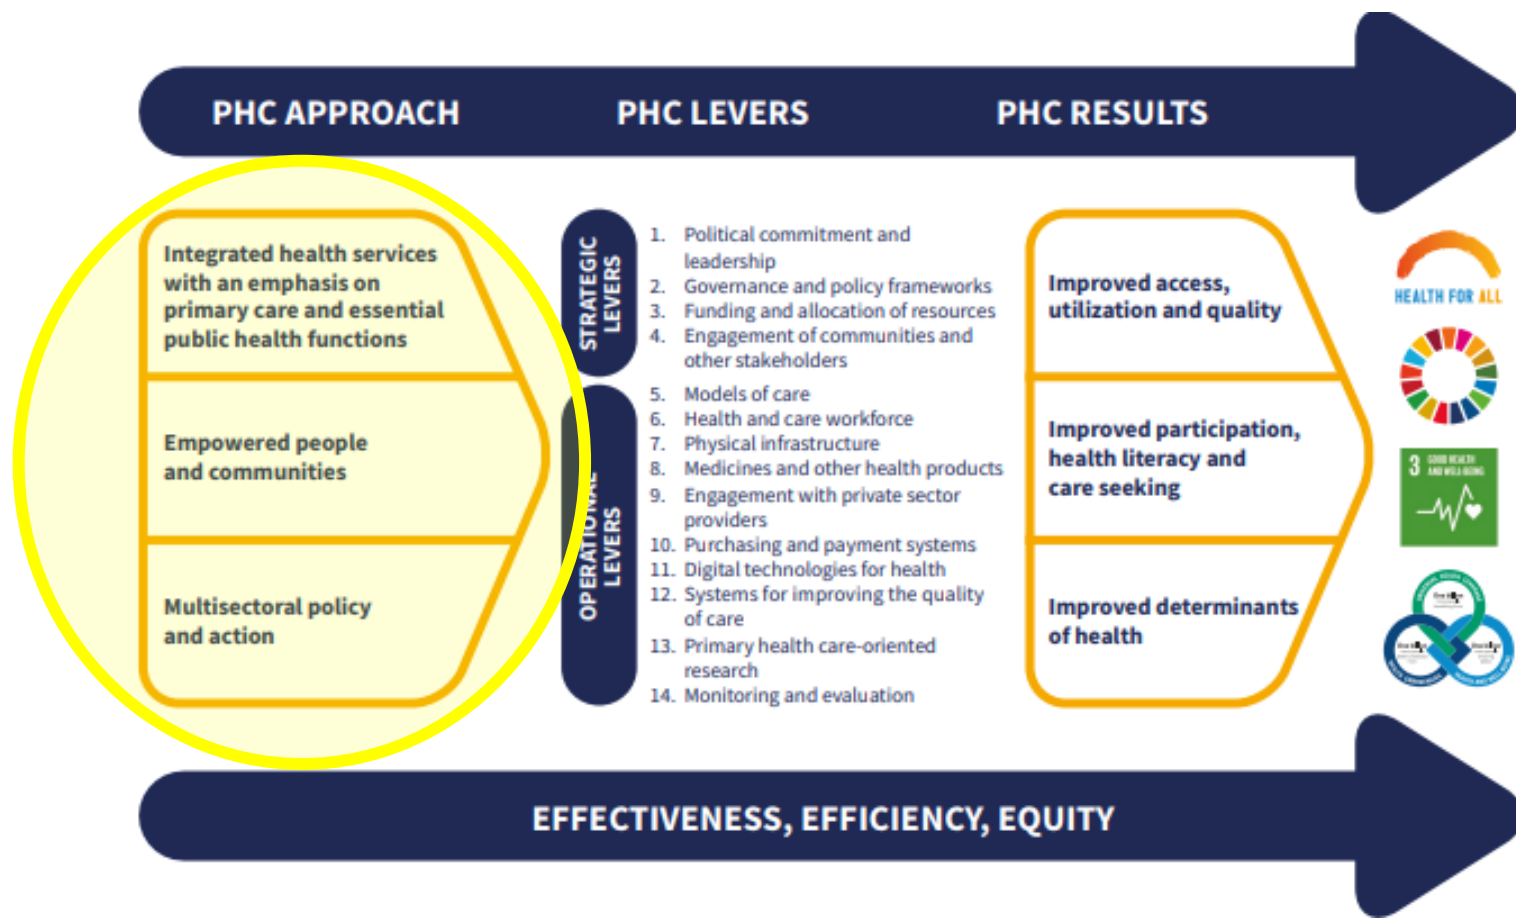 PHC APPROACH
PHC LEVERS
PHC RESULTS
Integrated health services
with an emphasis on
primary care and essential
public health functions
Empowered people
and communities
Multisectoral policy
and action
STRATEGIC
LEVERS
1. Political commitment and
leadership
2. Governance and policy frameworks
3. Funding and allocation of resources
4. Engagement of communities and
other stakeholders
OPERATIONAL
LEVERS
5. Models of care
6. Health and care workforce
7. Physical infrastructure
8. Medicines and other health products
9. Engagement with private sector
providers
10. Purchasing and payment systems
11. Digital technologies for health
12. Systems for improving the quality
of care
13. Primary health care-oriented
research
14. Monitoring and evaluation
Improved access,
utilization and quality
Improved participation,
health literacy and
care seeking
Improved determinants
of health
HEALTH FOR ALL
3 GOOD HEALTH
AND WELL-BEING
EFFECTIVENESS, EFFICIENCY, EQUITY